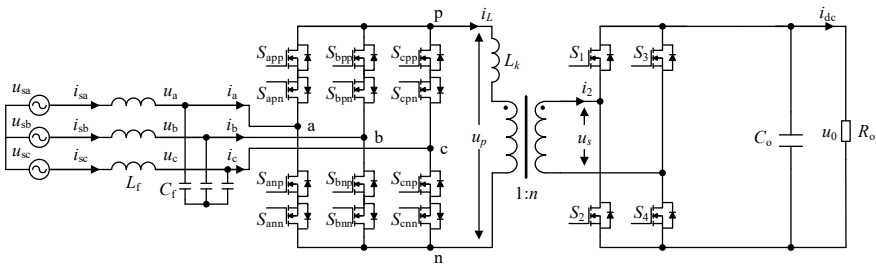 p
i_L
i_dc
S_app S_bpp S_cpp
L_k
S_1 S_3
S_apn S_bpn S_cpn
u_sa i_sa u_a i_a
a
i_2
u_sb i_sb u_b i_b
b
u_p
u_s
C_o
u_0
R_o
u_sc i_sc u_c i_c
c
L_f
C_f
S_anp S_bnp S_cnp
1:n
S_ann S_bnn S_cnn
S_2 S_4
n